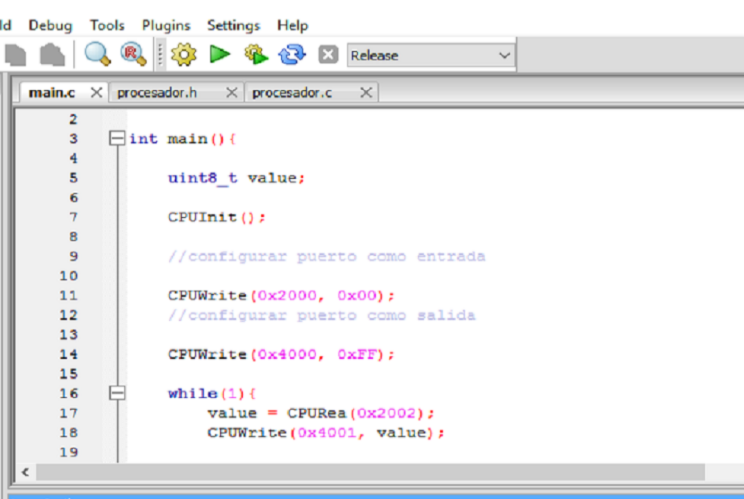 ld Debug Tools Plugins Settings Help
Release
main.c procesador.h procesador.c
2
3 int main(){
4
5 uint8_t value;
6
7 CPUInit();
8
9 //configurar puerto como entrada
10
11 CPUWrite(0x2000, 0x00);
12 //configurar puerto como salida
13
14 CPUWrite(0x4000, 0xFF);
15
16 while(1){
17 value = CPURea(0x2002);
18 CPUWrite(0x4001, value);
19